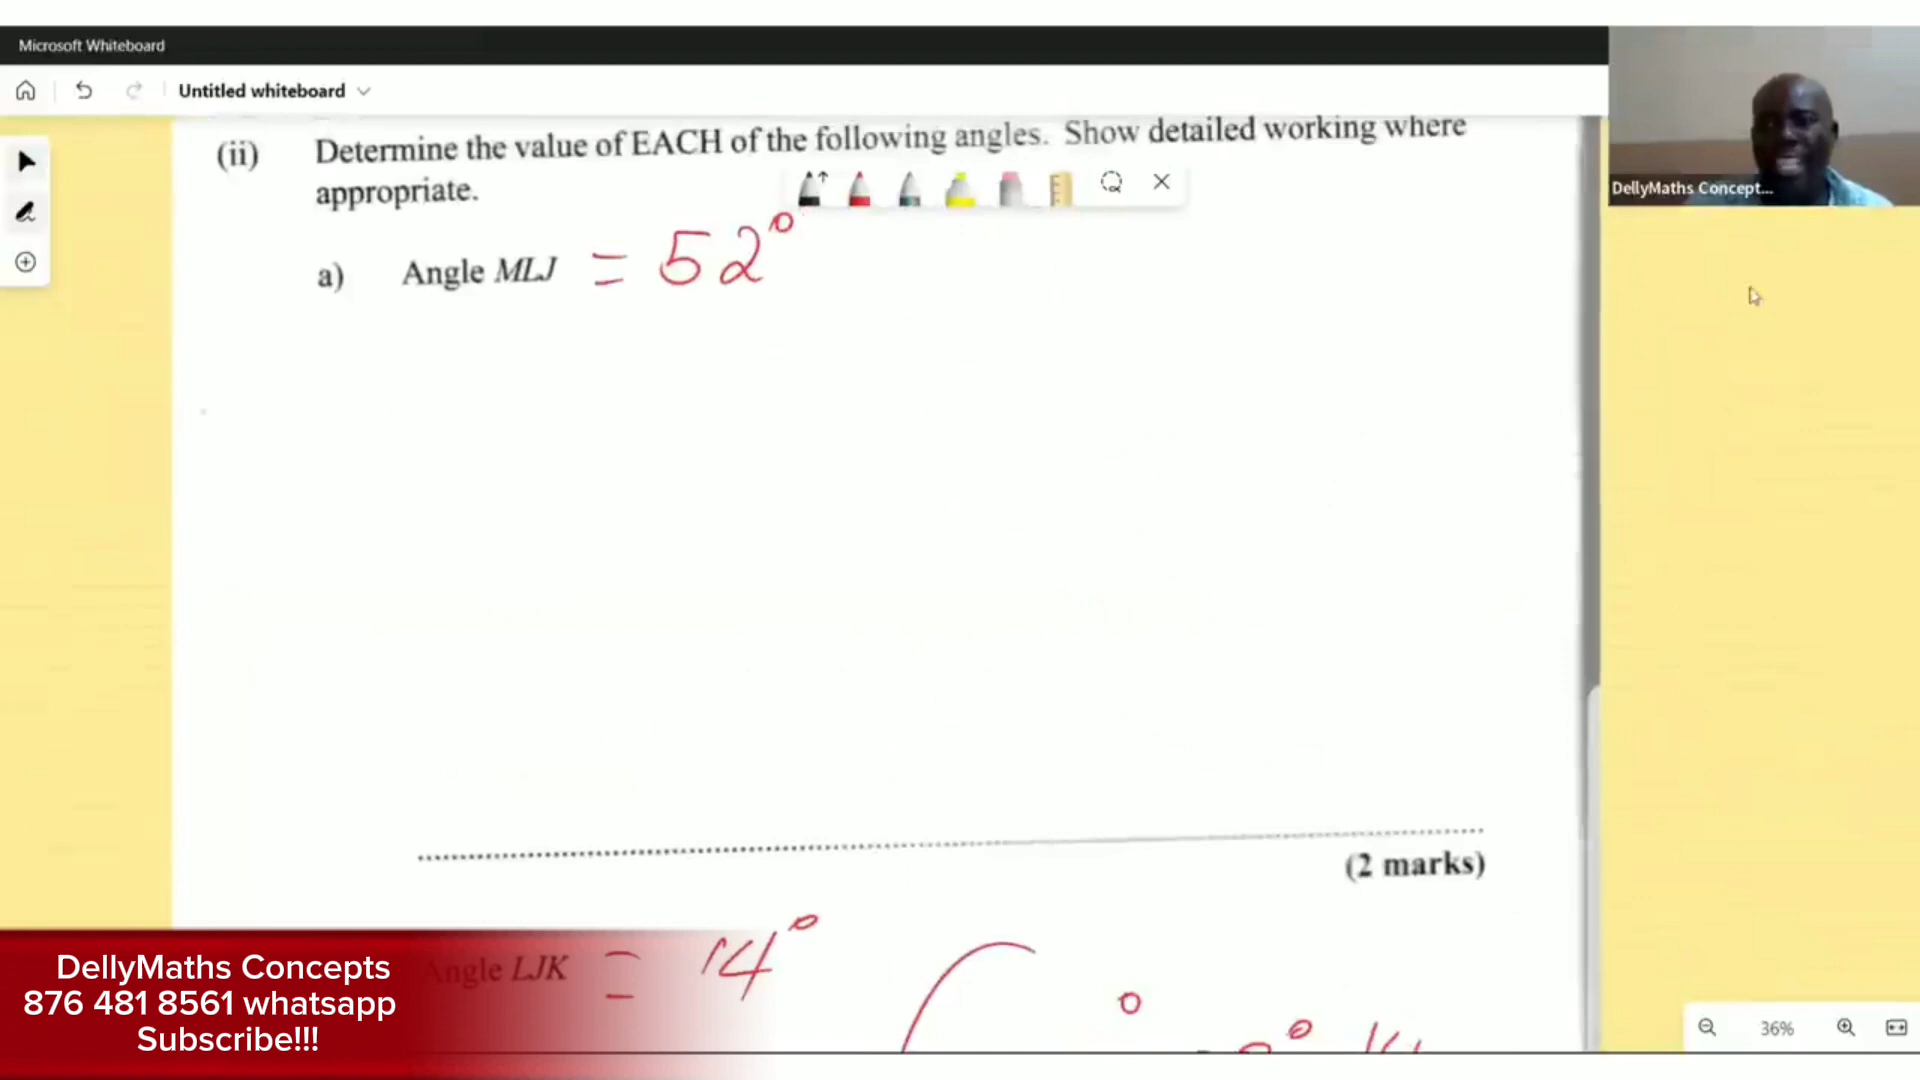 Microsoft Whiteboard
Untitled whiteboard
(ii) Determine the value of EACH of the following angles. Show detailed working where
appropriate.
DellyMaths Concept...
a) Angle MLJ = 52°
(2 marks)
Angle LJK = 14°
DellyMaths Concepts
876 481 8561 whatsapp
Subscribe!!!
36%